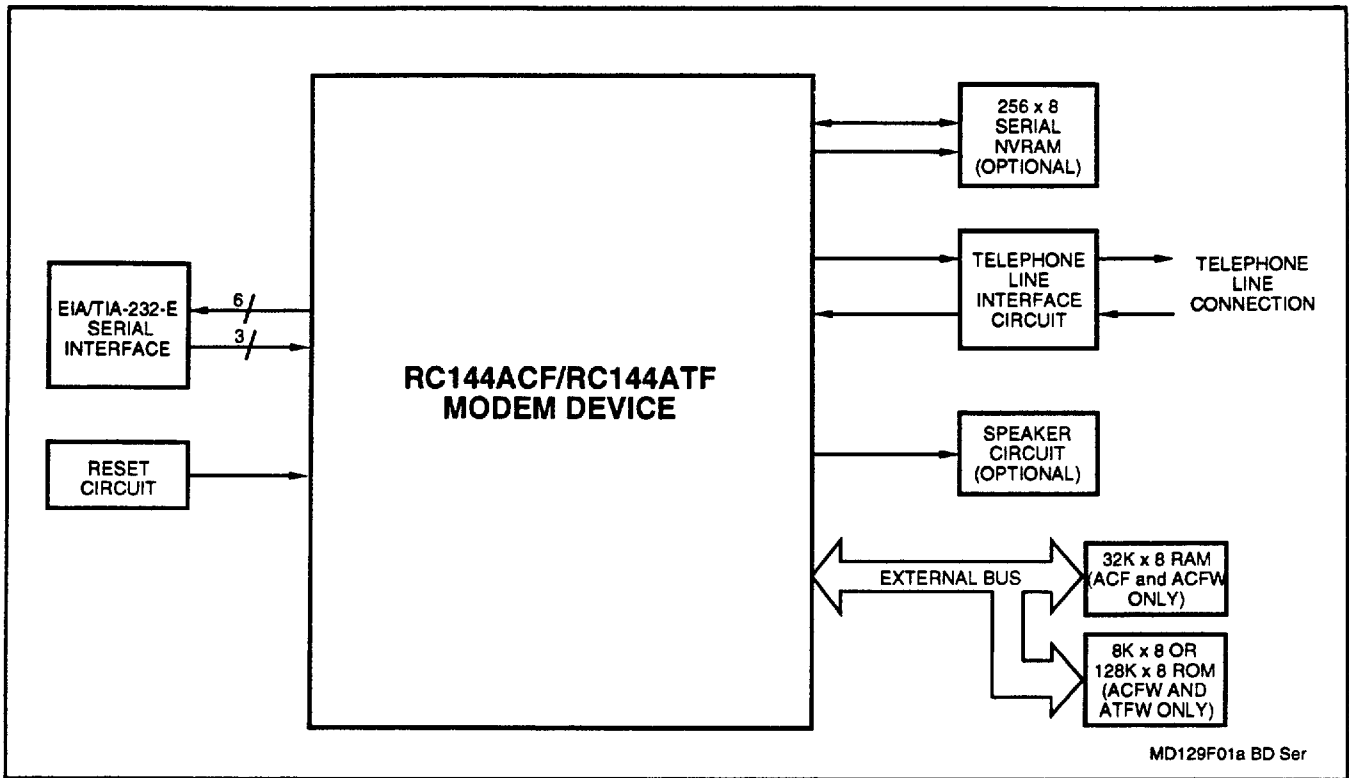 256 x 8
SERIAL
NVRAM
(OPTIONAL)
EIA/TIA-232-E
SERIAL
INTERFACE
6
3
RESET
CIRCUIT
RC144ACF/RC144ATF
MODEM DEVICE
TELEPHONE
LINE
INTERFACE
CIRCUIT
TELEPHONE
LINE
CONNECTION
SPEAKER
CIRCUIT
(OPTIONAL)
EXTERNAL BUS
32K x 8 RAM
(ACF and ACFW
ONLY)
8K x 8 OR
128K x 8 ROM
(ACFW AND
ATFW ONLY)
MD129F01a BD Ser